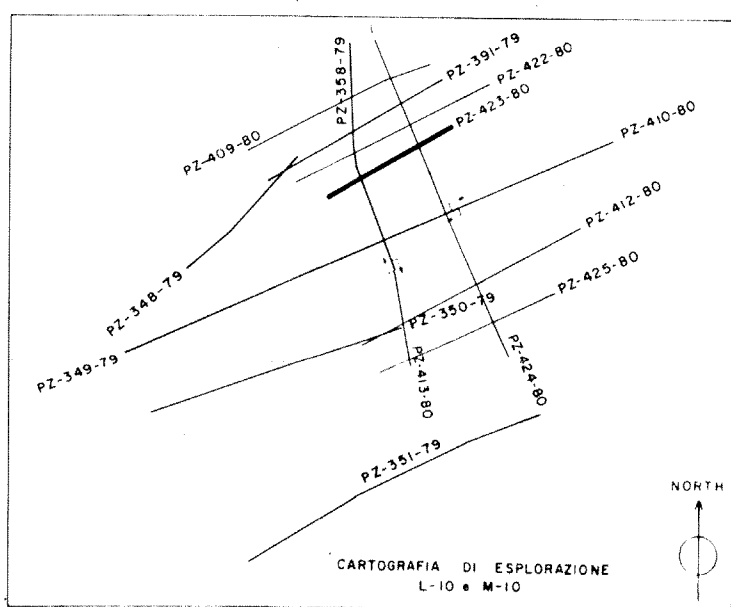 PZ-358-79
PZ-391-79
PZ-422-80
PZ-423-80
PZ-409-80
PZ-410-80
PZ-412-80
PZ-348-79
PZ-425-80
PZ-350-79
PZ-349-79
PZ-413-80
PZ-424-80
PZ-351-79
NORTH
CARTOGRAFIA DI ESPLORAZIONE
L-10 e M-10